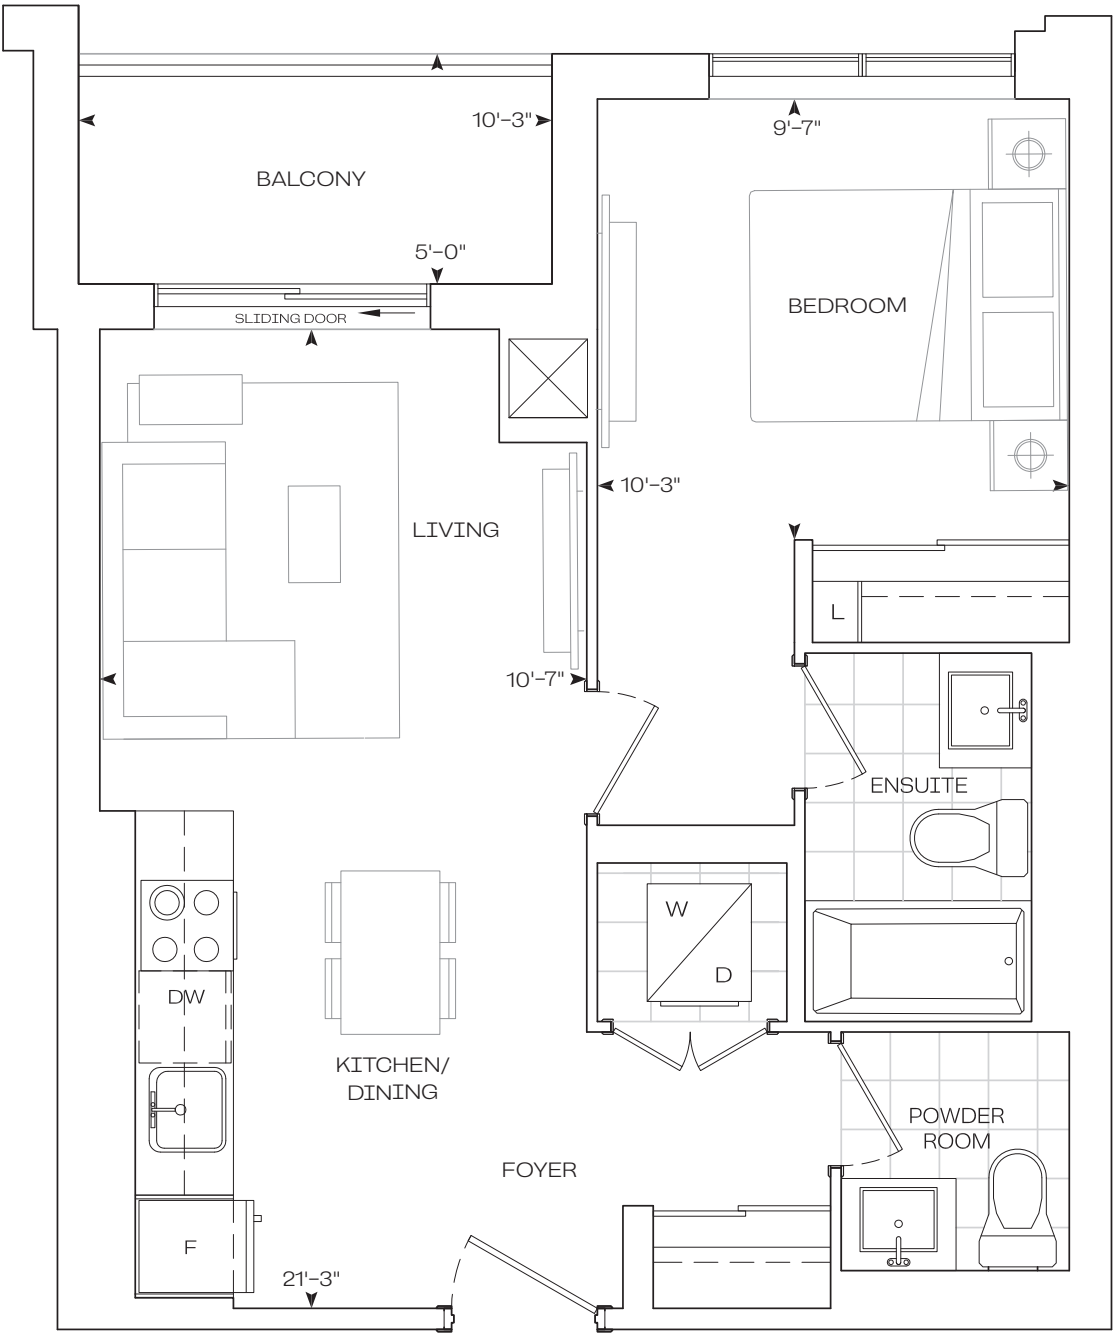 10'-3"
9'-7"
BALCONY
5'-0"
BEDROOM
SLIDING DOOR
10'-3"
LIVING
L
10'-7"
ENSUITE
W
D
DW
KITCHEN/
DINING
POWDER
ROOM
FOYER
F
21'-3"